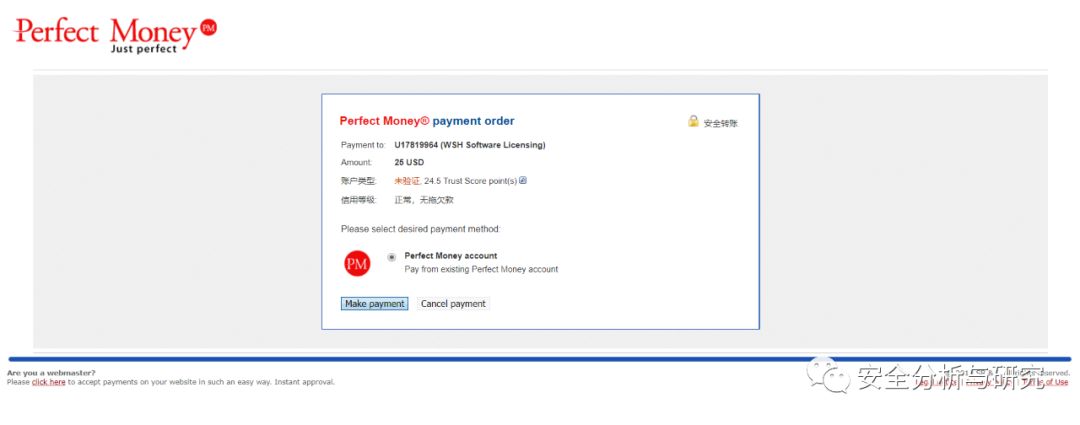 Perfect Money PM
Just perfect
Perfect Money® payment order
安全转账
Payment to: U17819964 (WSH Software Licensing)
Amount: 25 USD
账户类型: 未验证, 24.5 Trust Score point(s)
信用等级: 正常，无拖欠款
Please select desired payment method:
PM
Perfect Money account
Pay from existing Perfect Money account
Make payment Cancel payment
Are you a webmaster?
Please click here to accept payments on your website in such an easy way. Instant approval.
reserved.
Terms of Use
安全分析与研究